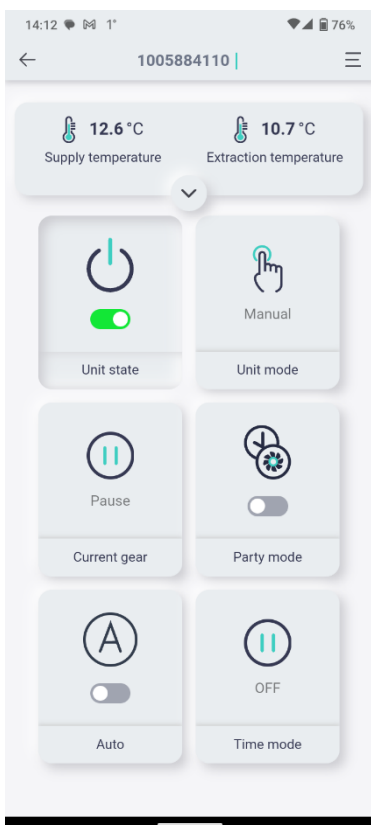 14:12 1° 76%
1005884110
12.6 °C 10.7 °C
Supply temperature Extraction temperature
Manual
Unit state Unit mode
Pause
Current gear Party mode
A
OFF
Auto Time mode